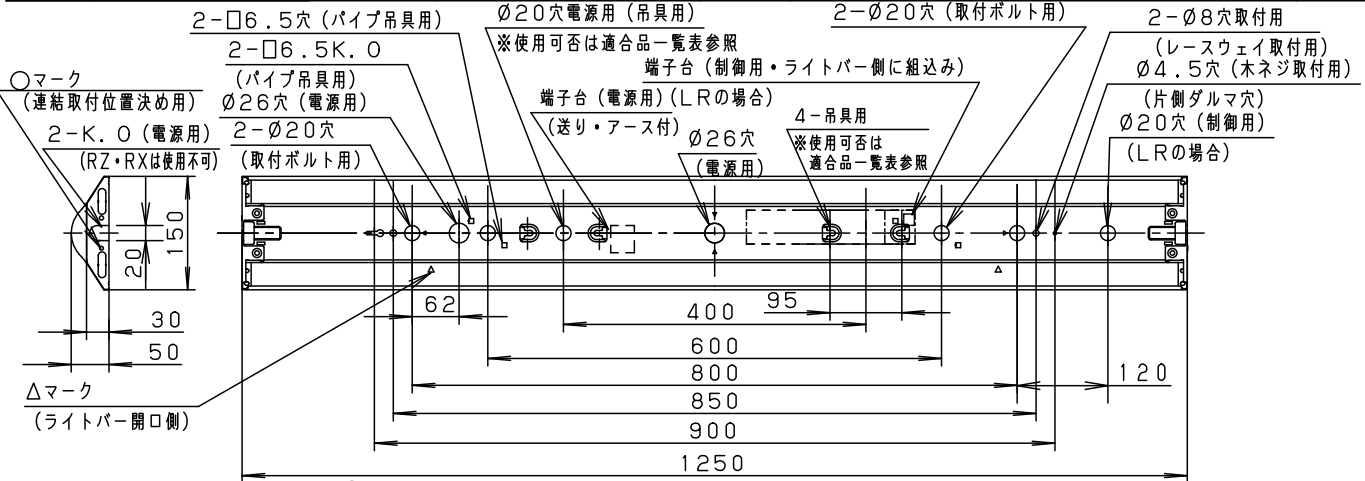 2-□6.5穴(パイプ吊具用)
2-□6.5K.O
(パイプ吊具用)
○マーク
(連結取付位置決め用)
2-K.O(電源用)
(RZ・RXは使用不可)
Ø26穴(電源用)
2-Ø20穴
(取付ボルト用)
Ø20穴電源用(吊具用)
※使用可否は適合品一覧表参照
端子台(制御用・ライトバー側に組込み)
端子台(電源用)(LRの場合)
(送り・アース付)
Ø26穴
(電源用)
4-吊具用
※使用可否は
適合品一覧表参照
2-Ø20穴(取付ボルト用)
2-Ø8穴取付用
(レースウェイ取付用)
Ø4.5穴(木ネジ取付用)
(片側ダルマ穴)
Ø20穴(制御用)
(LRの場合)
20
150
30
50
△マーク
(ライトバー開口側)
62
95
400
600
800
120
850
900
1250